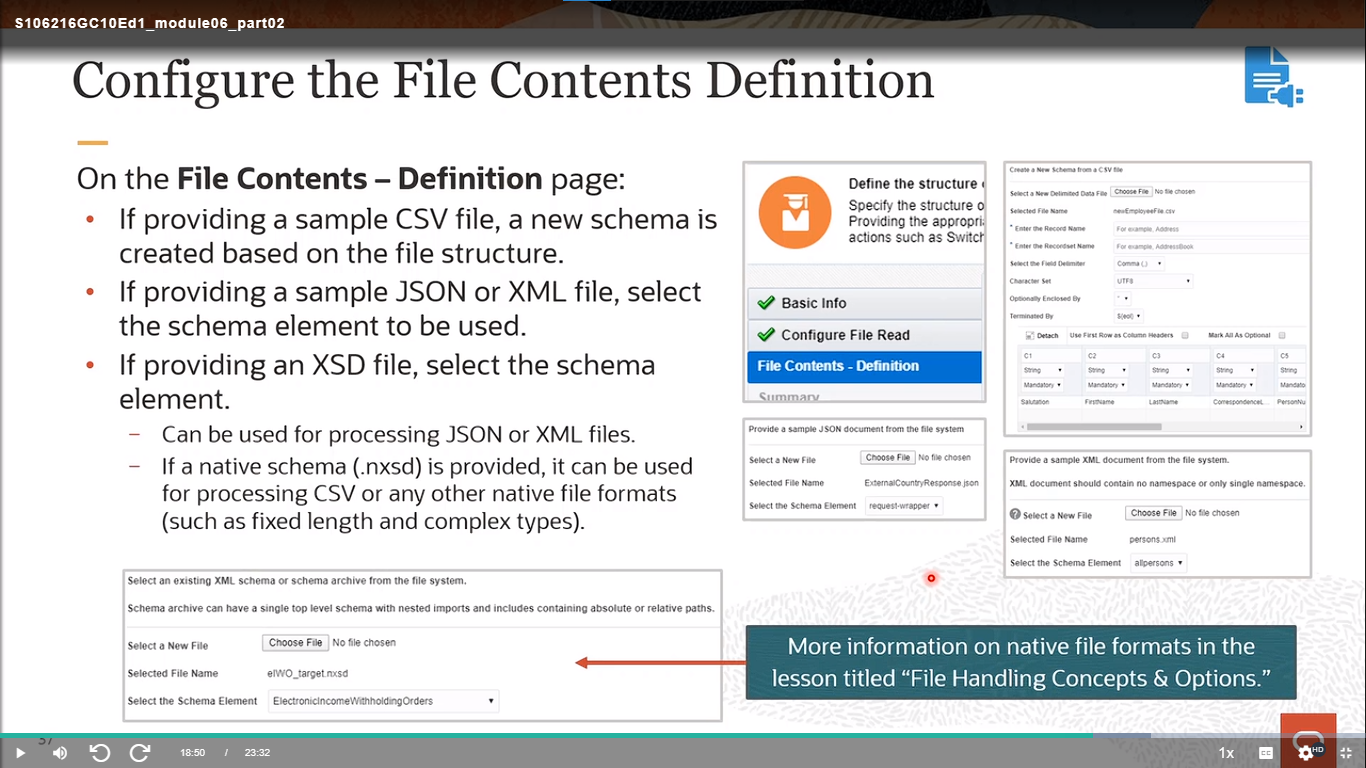 S106216GC10Ed1_module06_part02
Configure the File Contents Definition
On the File Contents – Definition page:
• If providing a sample CSV file, a new schema is
created based on the file structure.
• If providing a sample JSON or XML file, select
the schema element to be used.
• If providing an XSD file, select the schema
element.
– Can be used for processing JSON or XML files.
– If a native schema (.nxsd) is provided, it can be used
for processing CSV or any other native file formats
(such as fixed length and complex types).
Define the structure
Specify the structure o
Providing the appropri
actions such as Switch
Basic Info
Configure File Read
File Contents - Definition
Summary
Create a New Schema from a CSV file
Select a New Delimited Data File Choose File No file chosen
Selected File Name newEmployeeFile.csv
* Enter the Record Name For example, Address
* Enter the Recordset Name For example, AddressBook
Select the Field Delimiter Comma (,)
Character Set UTF8
Optionally Enclosed By "
Terminated By ${eol}
Detach Use First Row as Column Headers Mark All As Optional
C1 C2 C3 C4 C5
String String String String String
Mandatory Mandatory Mandatory Mandatory Mandato
Salutation FirstName LastName CorrespondenceL... PersonNu
Provide a sample JSON document from the file system
Select a New File Choose File No file chosen
Selected File Name ExternalCountryResponse.json
Select the Schema Element request-wrapper
Provide a sample XML document from the file system.
XML document should contain no namespace or only single namespace.
Select a New File Choose File No file chosen
Selected File Name persons.xml
Select the Schema Element allpersons
Select an existing XML schema or schema archive from the file system.
Schema archive can have a single top level schema with nested imports and includes containing absolute or relative paths.
Select a New File Choose File No file chosen
Selected File Name eIWO_target.nxsd
Select the Schema Element ElectronicIncomeWithholdingOrders
More information on native file formats in the
lesson titled “File Handling Concepts & Options.”
18:50 / 23:32 1x CC HD